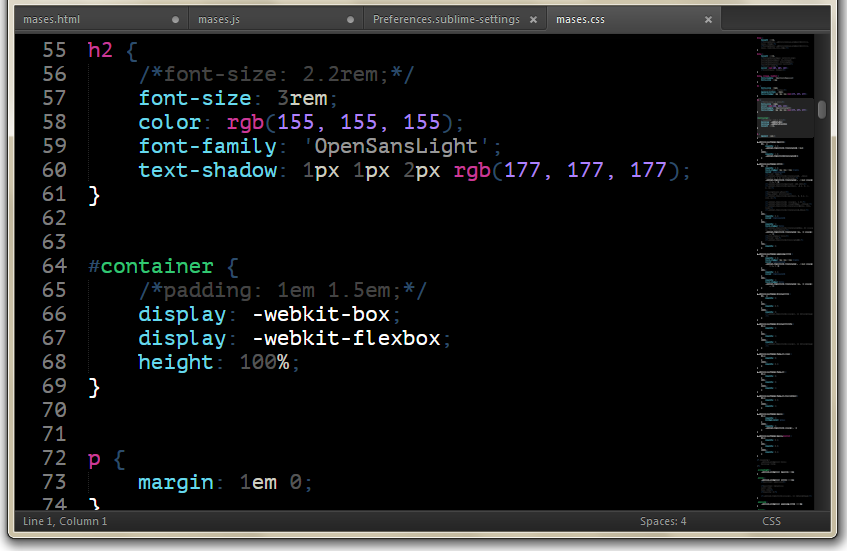 mases.html mases.js Preferences.sublime-settings mases.css
55 h2 {
56     /*font-size: 2.2rem;*/
57     font-size: 3rem;
58     color: rgb(155, 155, 155);
59     font-family: 'OpenSansLight';
60     text-shadow: 1px 1px 2px rgb(177, 177, 177);
61 }
62
63
64 #container {
65     /*padding: 1em 1.5em;*/
66     display: -webkit-box;
67     display: -webkit-flexbox;
68     height: 100%;
69 }
70
71
72 p {
73     margin: 1em 0;
74 }
Line 1, Column 1 Spaces: 4 CSS